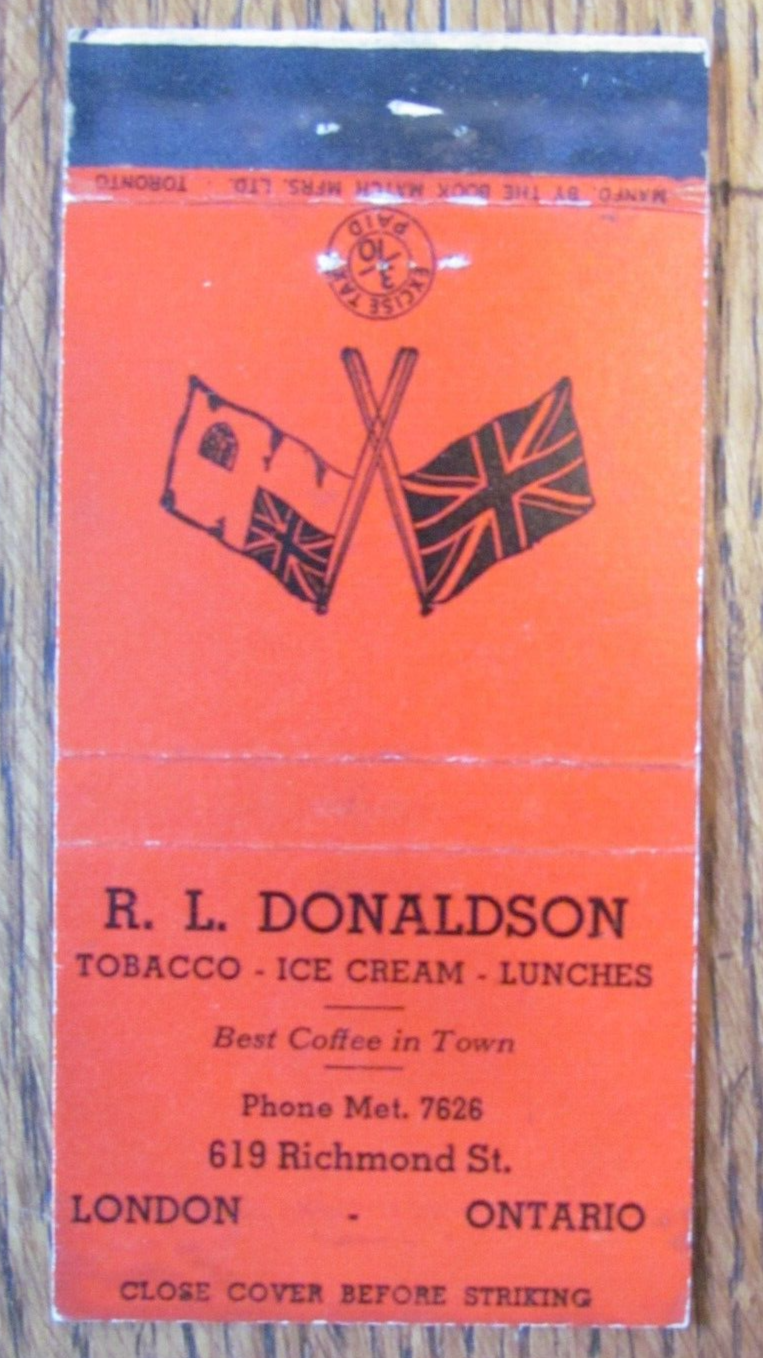 MANFD. BY THE BOOK MATCH MFRS. LTD. . TORONTO
EXCISE TAX
3/10
PAID
R. L. DONALDSON
TOBACCO - ICE CREAM - LUNCHES
Best Coffee in Town
Phone Met. 7626
619 Richmond St.
LONDON - ONTARIO
CLOSE COVER BEFORE STRIKING